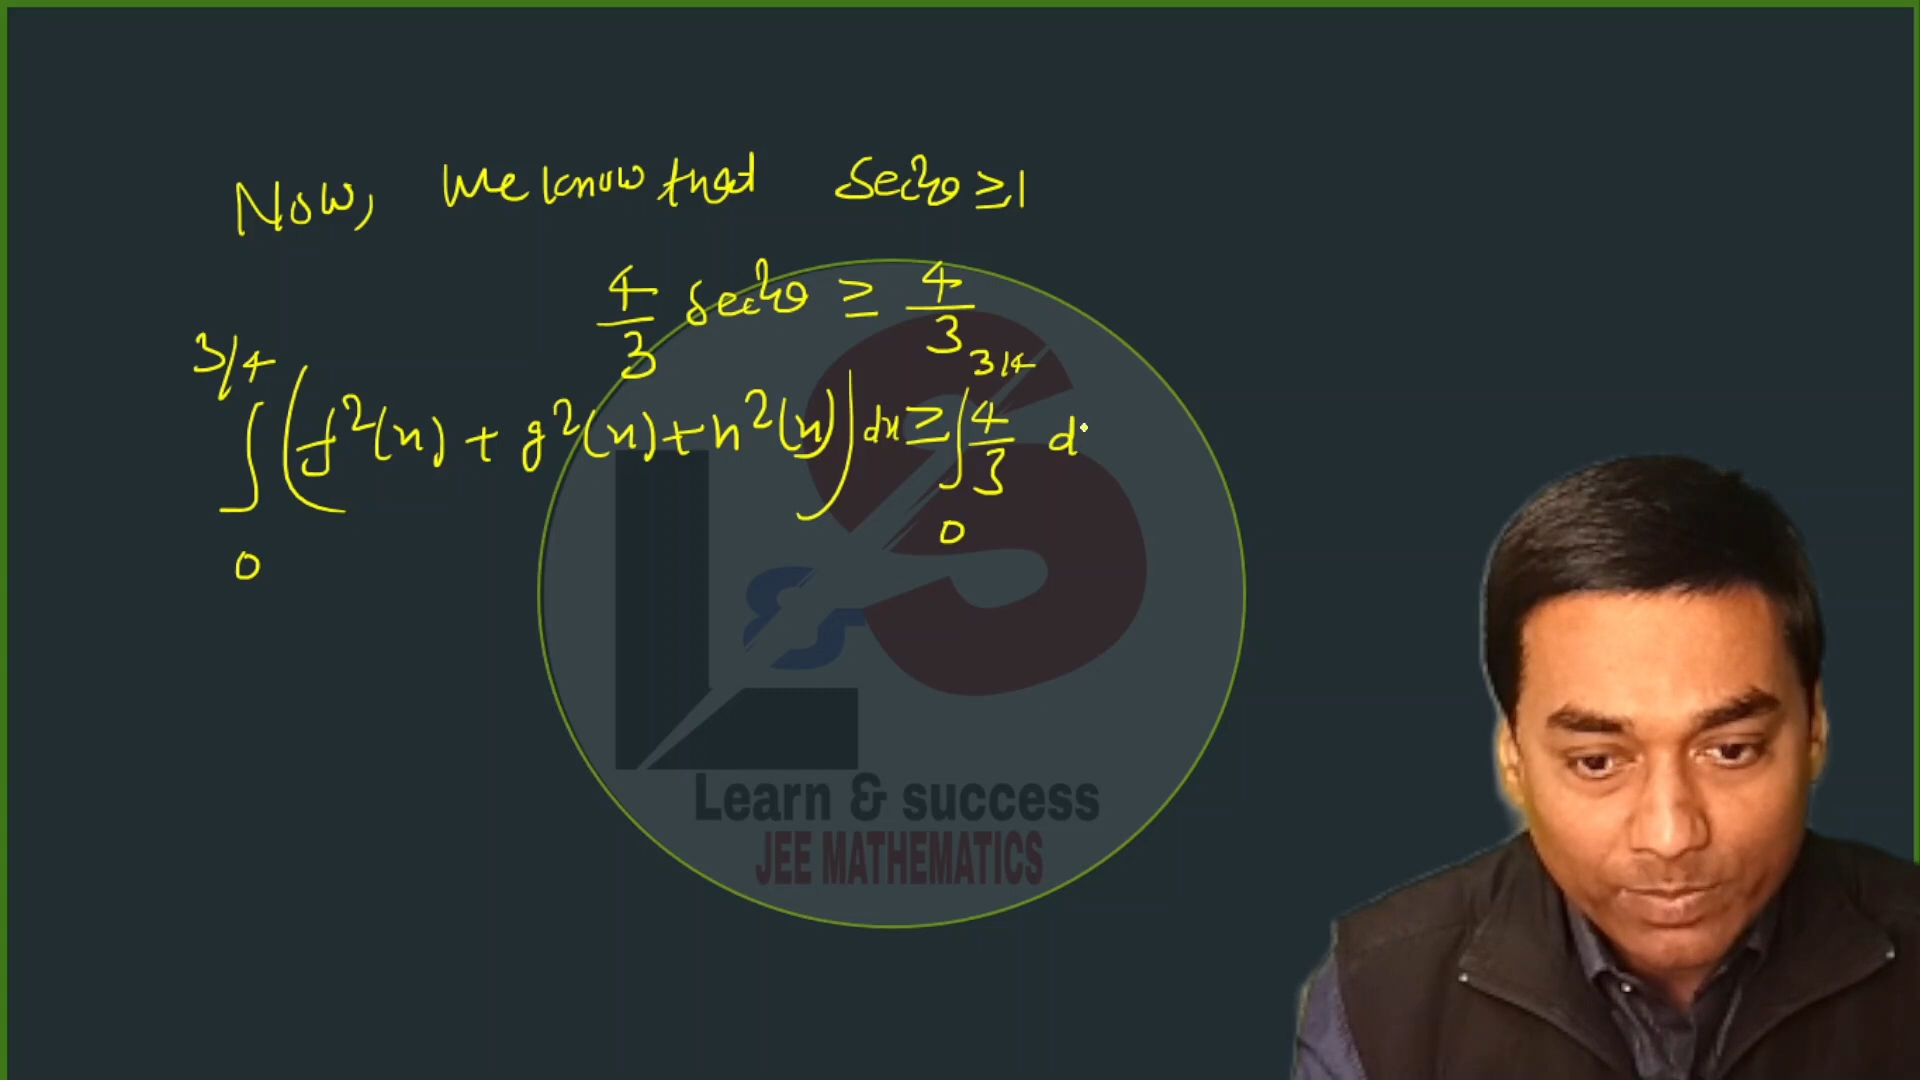 Now, We know that Sec²θ ≥ 1
4/3 Sec²θ ≥ 4/3
∫₀^{3/4} (f²(x) + g²(x) + h²(x)) dx ≥ ∫₀^{3/4} 4/3 d
L&S
Learn & success
JEE MATHEMATICS